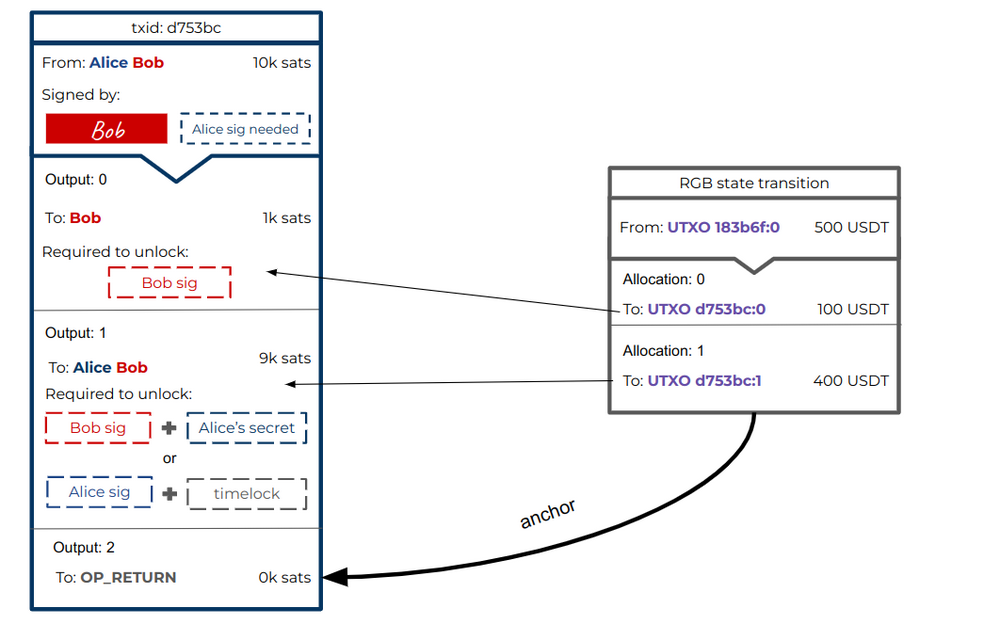 txid: d753bc
From: Alice Bob 10k sats
Signed by:
Bob Alice sig needed
Output: 0
To: Bob 1k sats
Required to unlock:
Bob sig
Output: 1
To: Alice Bob 9k sats
Required to unlock:
Bob sig + Alice's secret
or
Alice sig + timelock
Output: 2
To: OP_RETURN 0k sats
RGB state transition
From: UTXO 183b6f:0 500 USDT
Allocation: 0
To: UTXO d753bc:0 100 USDT
Allocation: 1
To: UTXO d753bc:1 400 USDT
anchor